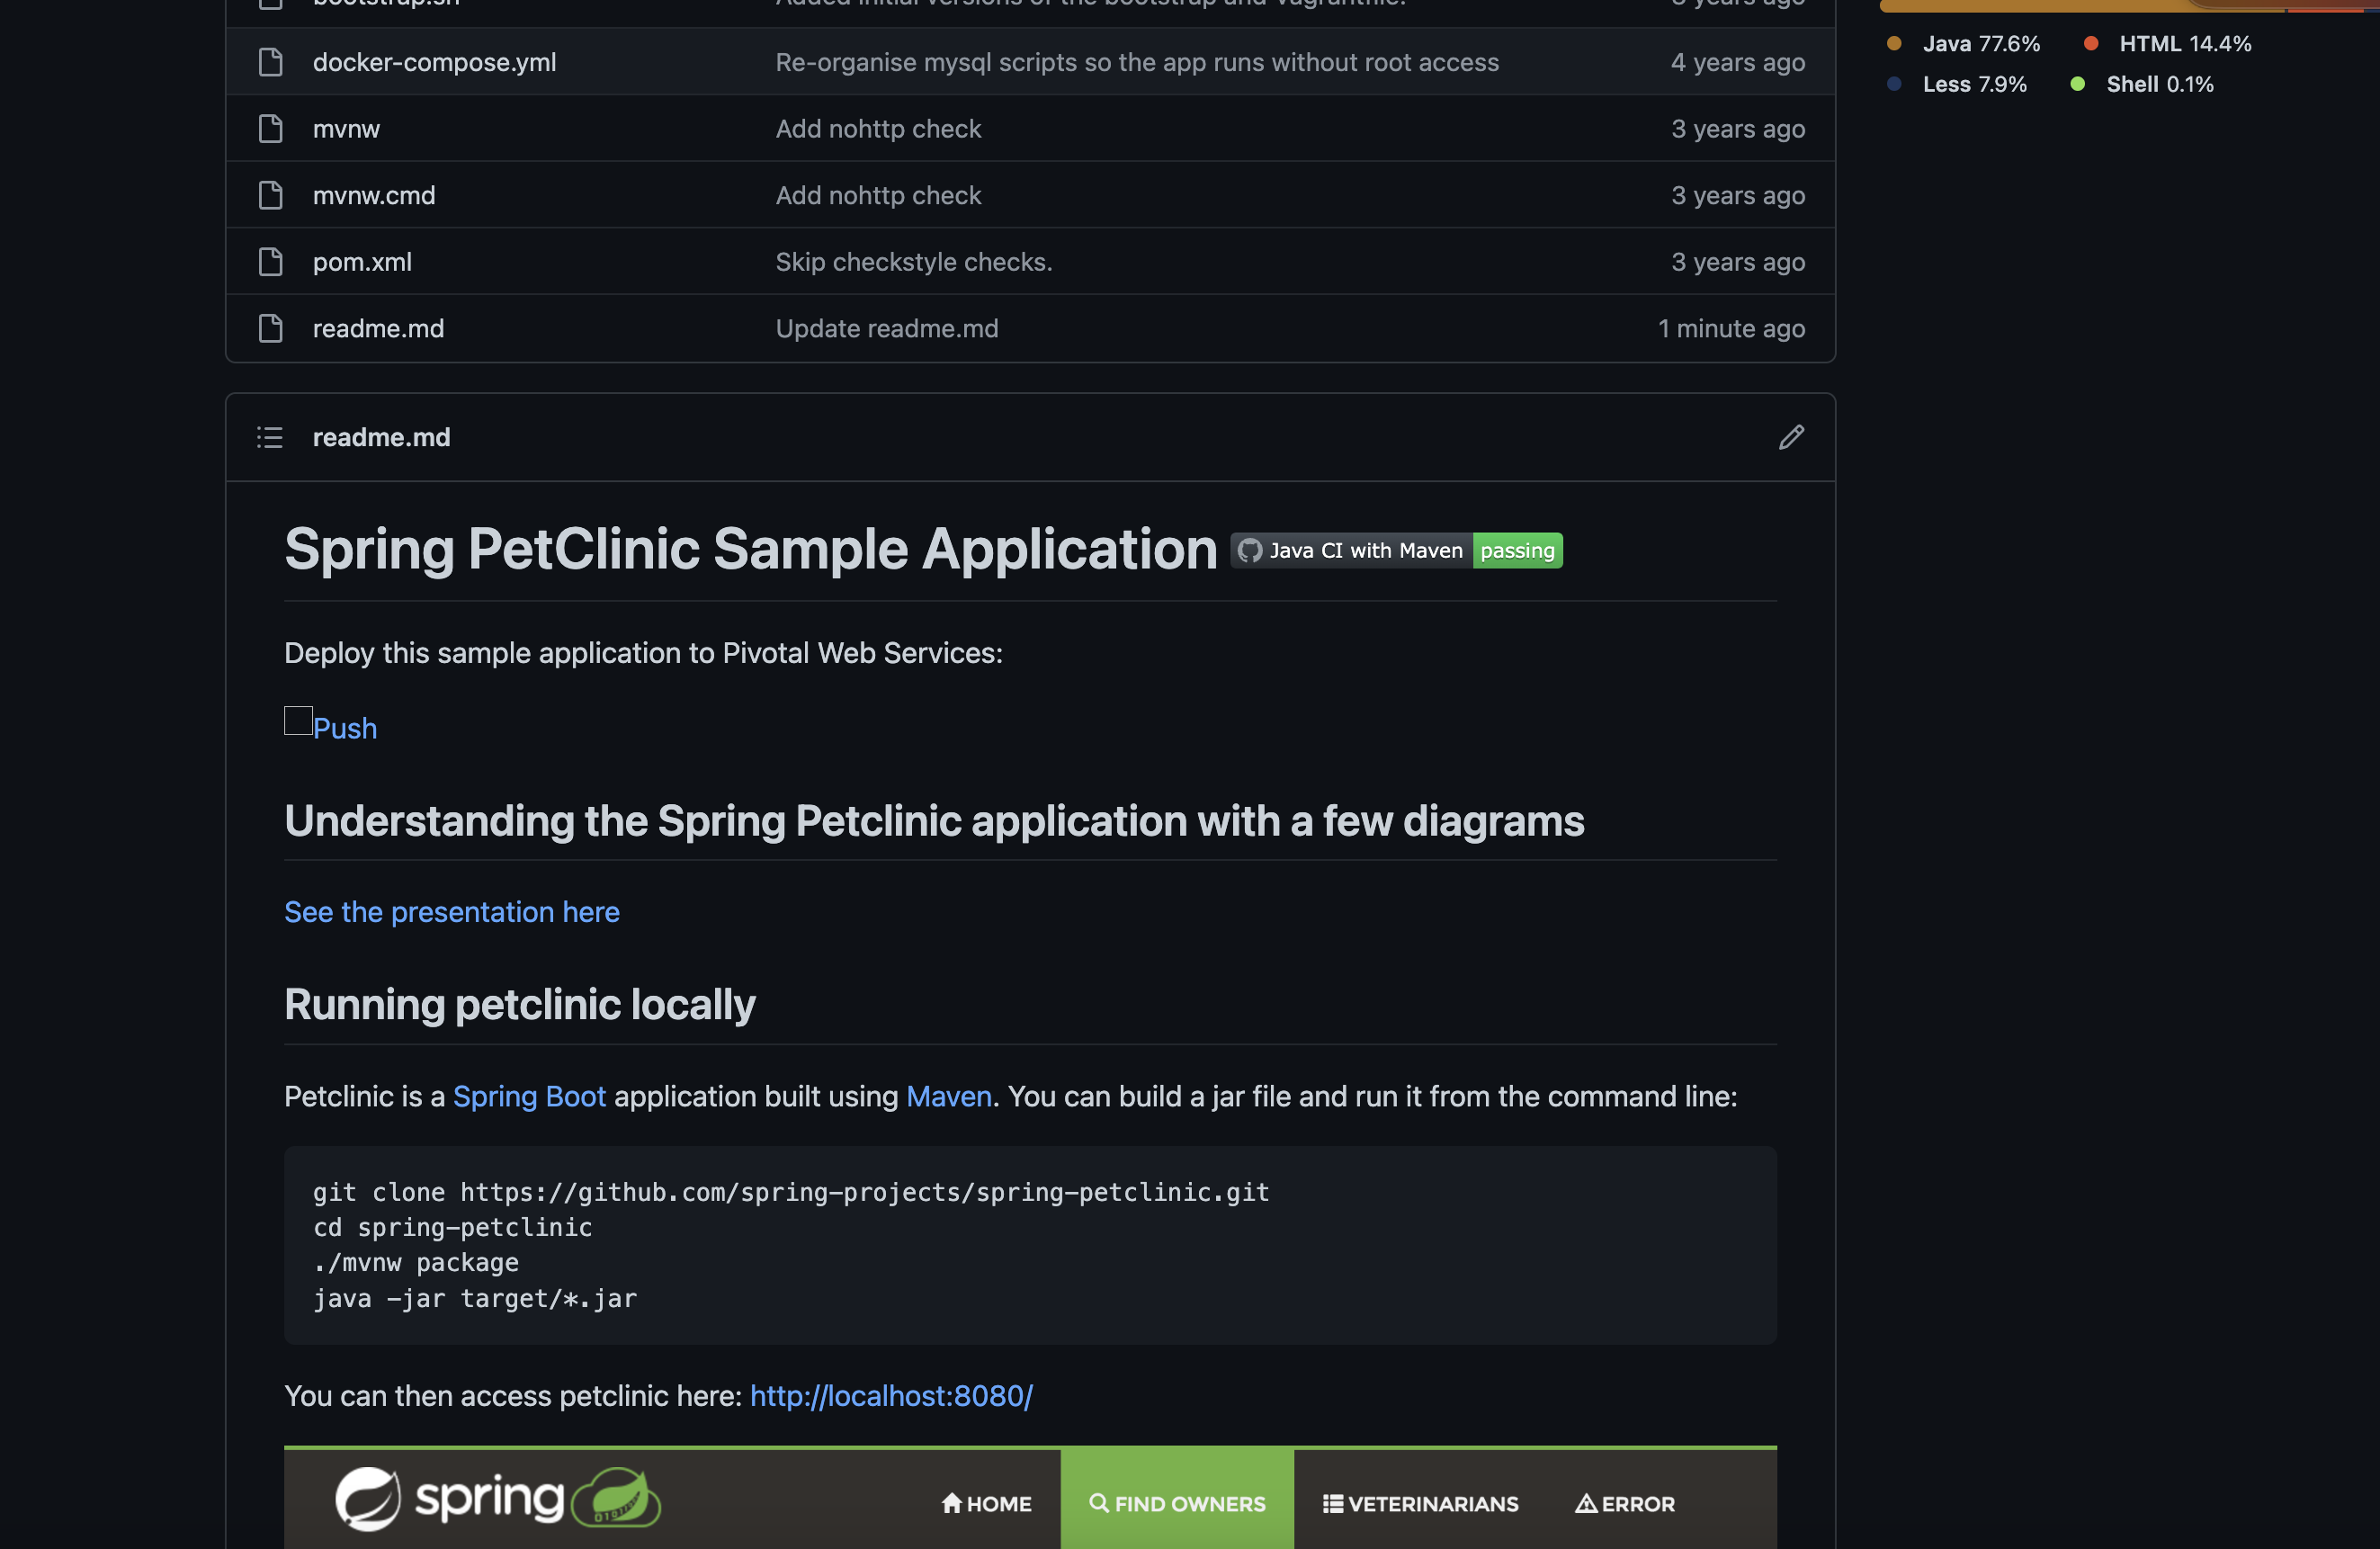 bootstrap.sh Added initial versions of the bootstrap and Vagrantfile. years ago
Java 77.6% HTML 14.4%
docker-compose.yml Re-organise mysql scripts so the app runs without root access 4 years ago
Less 7.9% Shell 0.1%
mvnw Add nohttp check 3 years ago
mvnw.cmd Add nohttp check 3 years ago
pom.xml Skip checkstyle checks. 3 years ago
readme.md Update readme.md 1 minute ago
readme.md
Spring PetClinic Sample Application Java CI with Maven passing
Deploy this sample application to Pivotal Web Services:
Push
Understanding the Spring Petclinic application with a few diagrams
See the presentation here
Running petclinic locally
Petclinic is a Spring Boot application built using Maven. You can build a jar file and run it from the command line:
git clone https://github.com/spring-projects/spring-petclinic.git
cd spring-petclinic
./mvnw package
java -jar target/*.jar
You can then access petclinic here: http://localhost:8080/
spring HOME FIND OWNERS VETERINARIANS ERROR